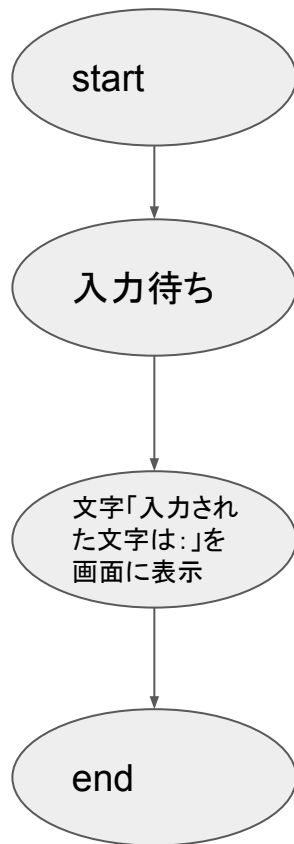 start
入力待ち
文字「入力され
た文字は：」を
画面に表示
end